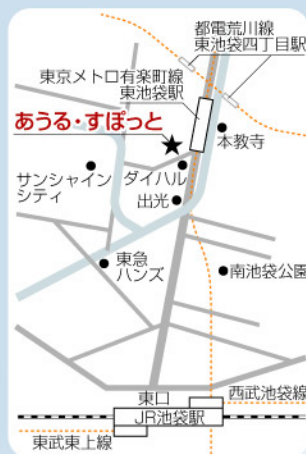 都電荒川線
東池袋四丁目駅
東京メトロ有楽町線
東池袋駅
あうる・すぽっと
本教寺
サンシャイン
シティ
ダイハル
出光
東急
ハンズ
南池袋公園
東口
西武池袋線
JR池袋駅
東武東上線